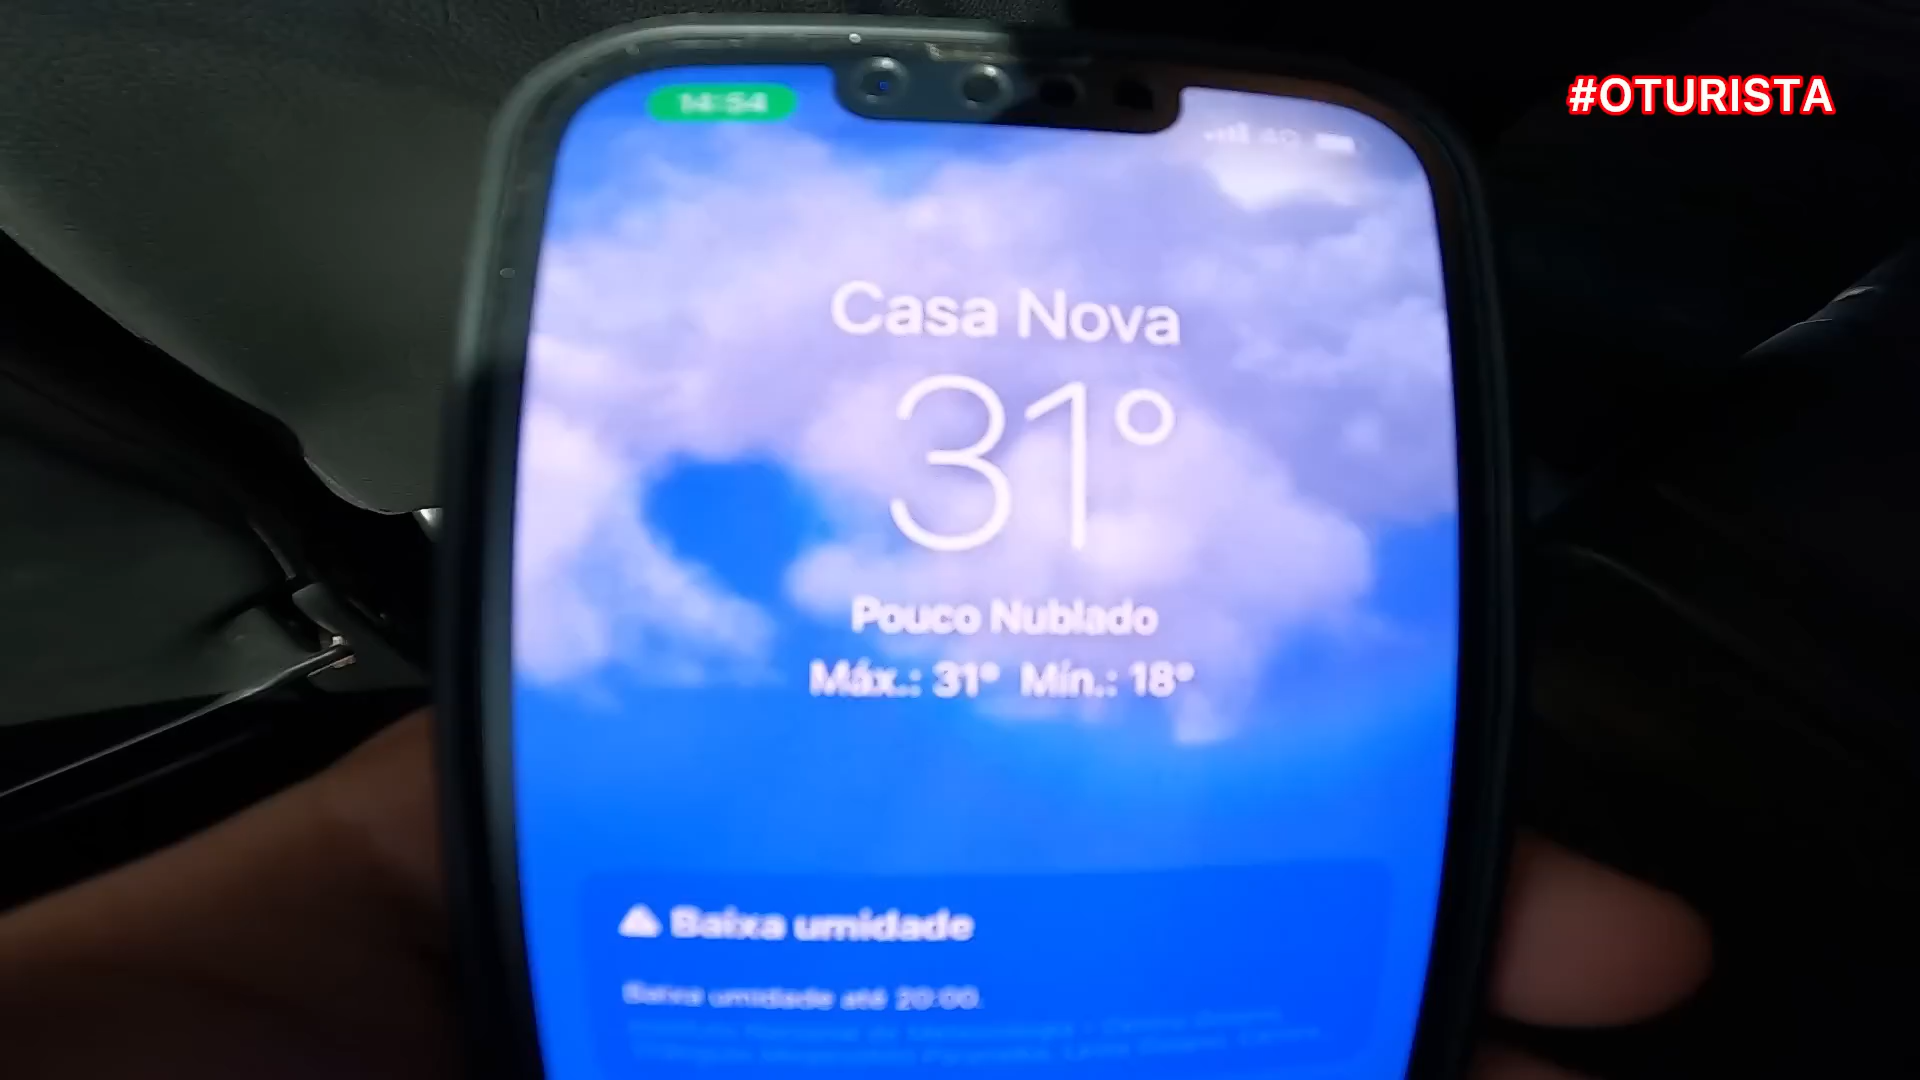 #OTURISTA
14:54
4G
Casa Nova
31°
Pouco Nublado
Máx.: 31° Mín.: 18°
Baixa umidade
Baixa umidade até 20:00.